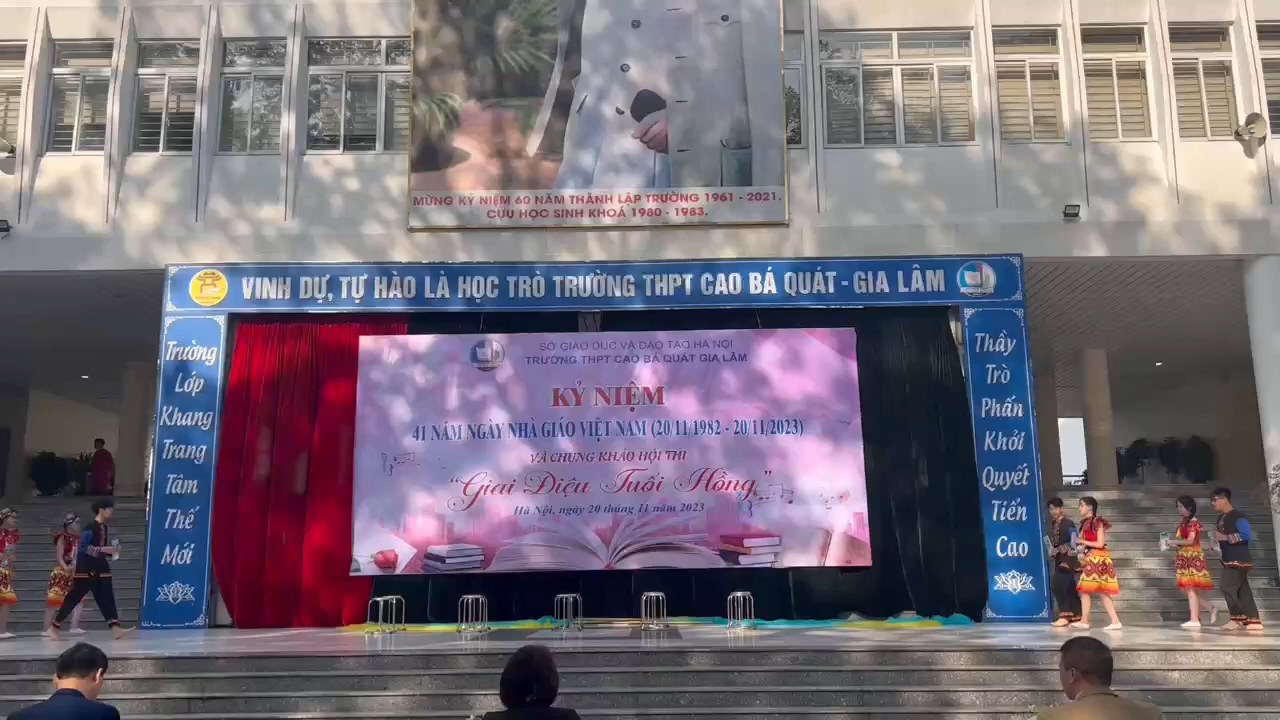 MỪNG KỶ NIỆM 60 NĂM THÀNH LẬP TRƯỜNG 1961 - 2021.
CỰU HỌC SINH KHOÁ 1980 - 1983.
VINH DỰ, TỰ HÀO LÀ HỌC TRÒ TRƯỜNG THPT CAO BÁ QUÁT - GIA LÂM
Trường
Lớp
Khang
Trang
Tâm
Thế
Mới
SỞ GIÁO DỤC VÀ ĐÀO TẠO HÀ NỘI
TRƯỜNG THPT CAO BÁ QUÁT GIA LÂM
KỶ NIỆM
41 NĂM NGÀY NHÀ GIÁO VIỆT NAM (20/11/1982 - 20/11/2023)
VÀ CHUNG KHẢO HỘI THI
“Giai Điệu Tuổi Hồng”
Hà Nội, ngày 20 tháng 11 năm 2023
Thầy
Trò
Phấn
Khởi
Quyết
Tiến
Cao